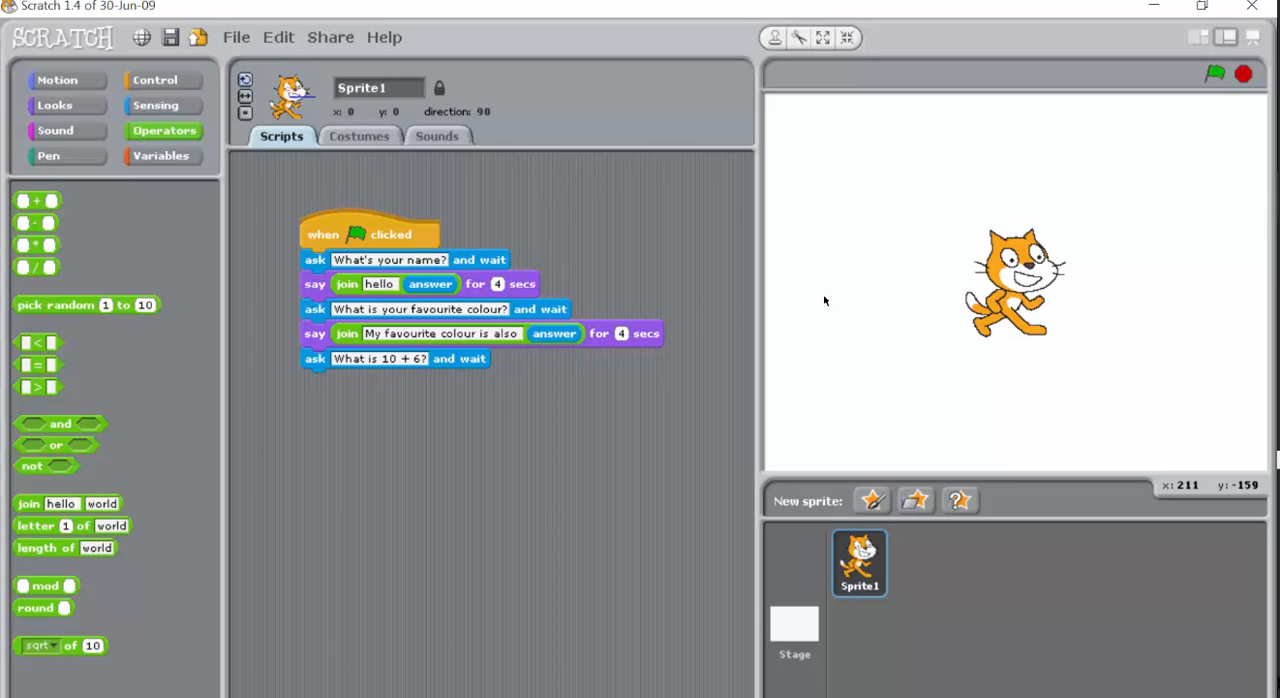 Scratch 1.4 of 30-Jun-09
SCRATCH File Edit Share Help
Motion Control
Looks Sensing
Sound Operators
Pen Variables
Sprite1
x: 0 y: 0 direction: 90
Scripts Costumes Sounds
+
-
*
/
pick random 1 to 10
<
=
>
and
or
not
join hello world
letter 1 of world
length of world
mod
round
sqrt of 10
when clicked
ask What's your name? and wait
say join hello answer for 4 secs
ask What is your favourite colour? and wait
say join My favourite colour is also answer for 4 secs
ask What is 10 + 6? and wait
x: 211 y: -159
New sprite:
Sprite1
Stage